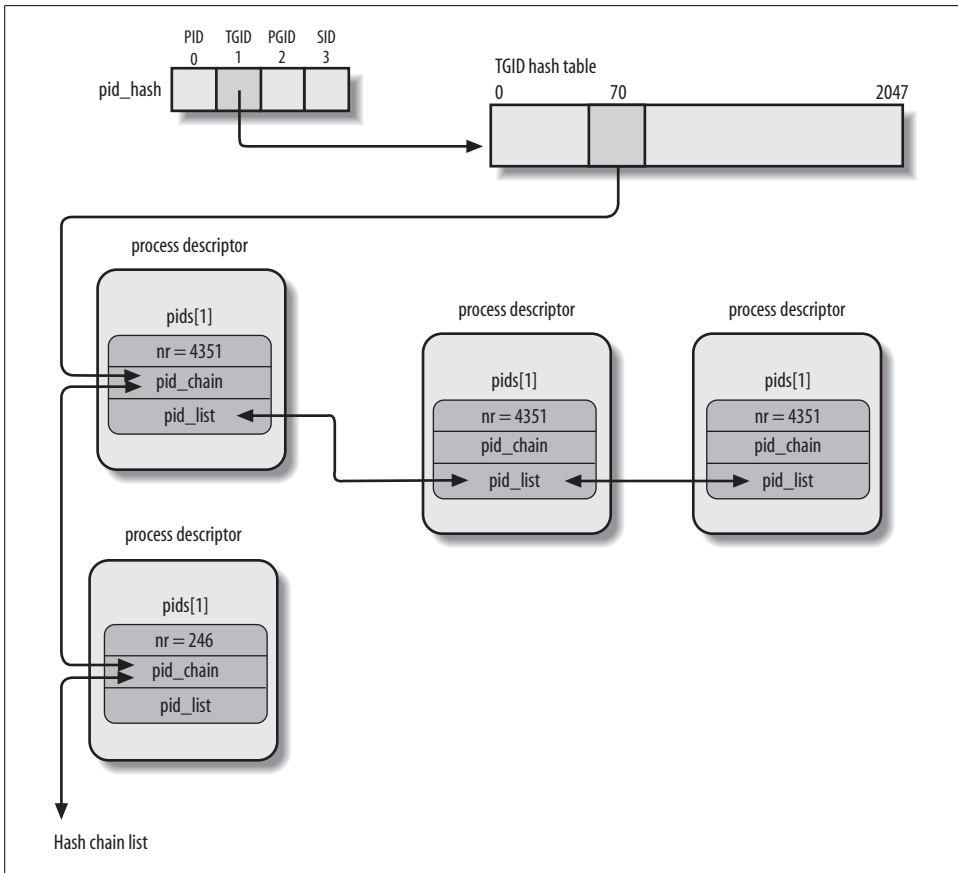 PID TGID PGID SID
0 1 2 3
pid_hash
TGID hash table
0 70 2047
process descriptor
pids[1]
nr = 4351
pid_chain
pid_list
process descriptor
pids[1]
nr = 4351
pid_chain
pid_list
process descriptor
pids[1]
nr = 4351
pid_chain
pid_list
process descriptor
pids[1]
nr = 246
pid_chain
pid_list
Hash chain list